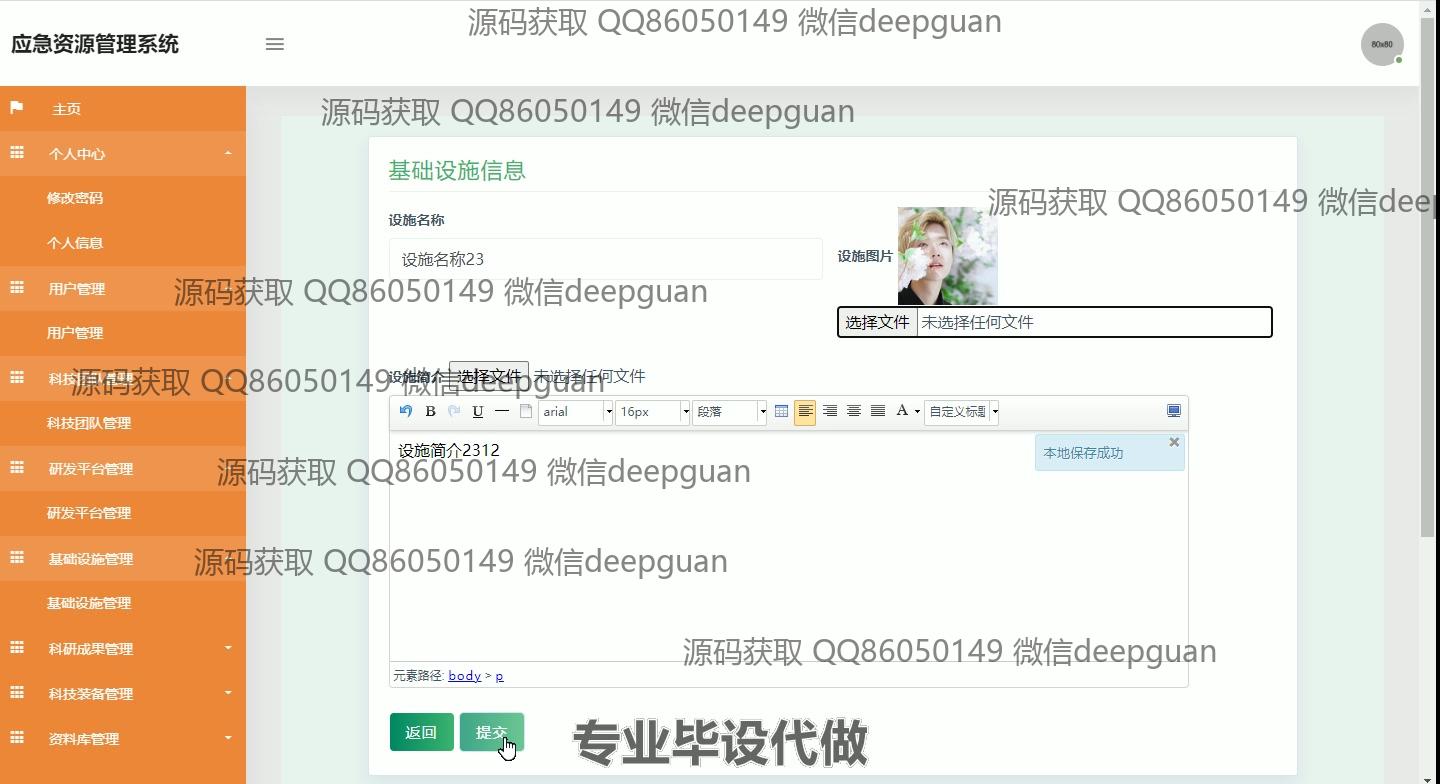 源码获取 QQ86050149 微信deepguan
应急资源管理系统
80x80
源码获取 QQ86050149 微信deepguan
主页
个人中心
修改密码
个人信息
用户管理
用户管理
科技团队管理
科技团队管理
研发平台管理
研发平台管理
基础设施管理
基础设施管理
科研成果管理
科技装备管理
资料库管理
基础设施信息
源码获取 QQ86050149 微信deep
设施名称
设施名称23
设施图片
选择文件 未选择任何文件
源码获取 QQ86050149 微信deepguan
设施简介 选择文件 未选择任何文件
源码获取 QQ86050149 微信deepguan
B U arial 16px 段落 A 自定义标题
设施简介2312
本地保存成功
源码获取 QQ86050149 微信deepguan
源码获取 QQ86050149 微信deepguan
源码获取 QQ86050149 微信deepguan
元素路径: body > p
返回 提交
专业毕设代做